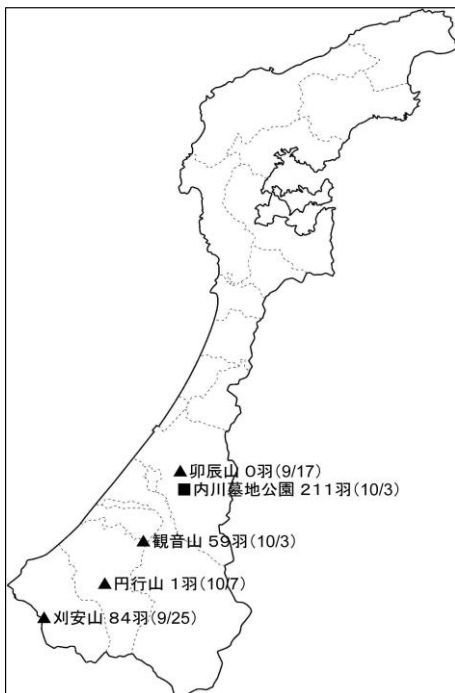 ▲卯辰山 0羽(9/17)
■内川墓地公園 211羽(10/3)
▲観音山 59羽(10/3)
▲円行山 1羽(10/7)
▲刈安山 84羽(9/25)